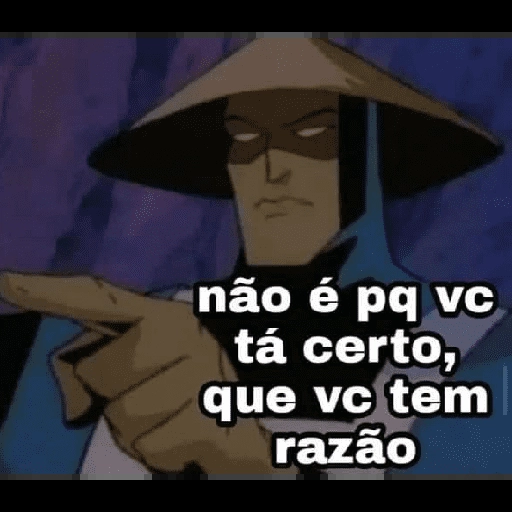 não é pq vc
tá certo,
que vc tem
razão